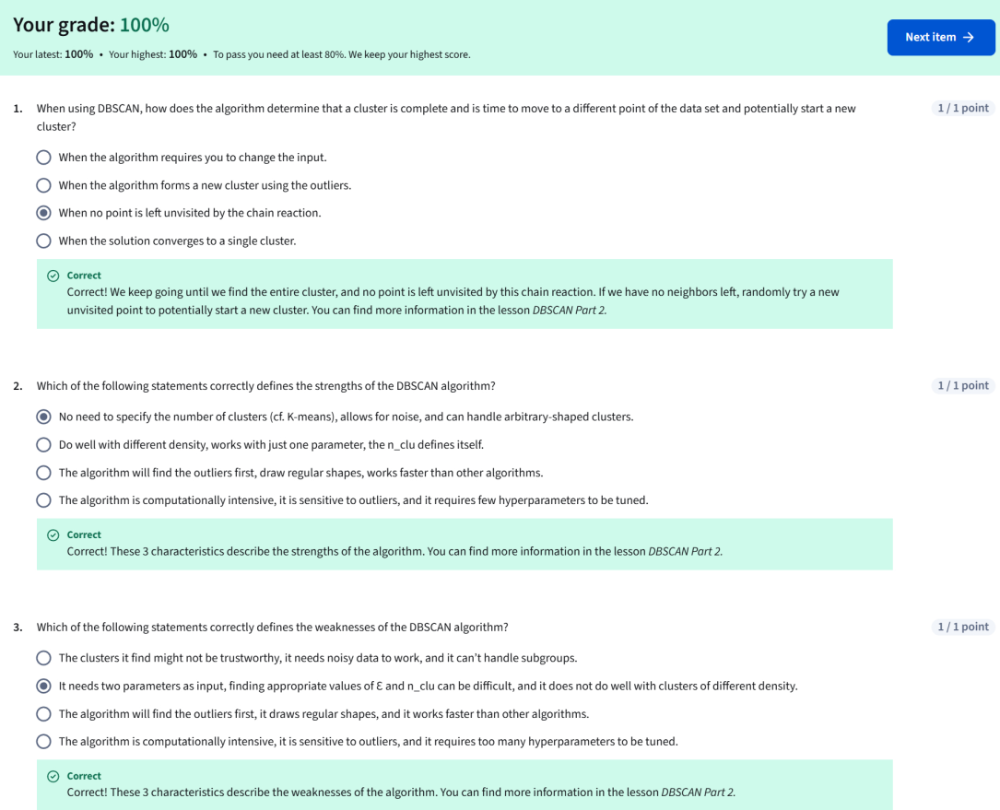 Your grade: 100%
Next item →
Your latest: 100% • Your highest: 100% • To pass you need at least 80%. We keep your highest score.
1. When using DBSCAN, how does the algorithm determine that a cluster is complete and is time to move to a different point of the data set and potentially start a new
cluster?
1 / 1 point
When the algorithm requires you to change the input.
When the algorithm forms a new cluster using the outliers.
When no point is left unvisited by the chain reaction.
When the solution converges to a single cluster.
Correct
Correct! We keep going until we find the entire cluster, and no point is left unvisited by this chain reaction. If we have no neighbors left, randomly try a new
unvisited point to potentially start a new cluster. You can find more information in the lesson DBSCAN Part 2.
2. Which of the following statements correctly defines the strengths of the DBSCAN algorithm?
1 / 1 point
No need to specify the number of clusters (cf. K-means), allows for noise, and can handle arbitrary-shaped clusters.
Do well with different density, works with just one parameter, the n_clu defines itself.
The algorithm will find the outliers first, draw regular shapes, works faster than other algorithms.
The algorithm is computationally intensive, it is sensitive to outliers, and it requires few hyperparameters to be tuned.
Correct
Correct! These 3 characteristics describe the strengths of the algorithm. You can find more information in the lesson DBSCAN Part 2.
3. Which of the following statements correctly defines the weaknesses of the DBSCAN algorithm?
1 / 1 point
The clusters it find might not be trustworthy, it needs noisy data to work, and it can't handle subgroups.
It needs two parameters as input, finding appropriate values of Ɛ and n_clu can be difficult, and it does not do well with clusters of different density.
The algorithm will find the outliers first, it draws regular shapes, and it works faster than other algorithms.
The algorithm is computationally intensive, it is sensitive to outliers, and it requires too many hyperparameters to be tuned.
Correct
Correct! These 3 characteristics describe the weaknesses of the algorithm. You can find more information in the lesson DBSCAN Part 2.